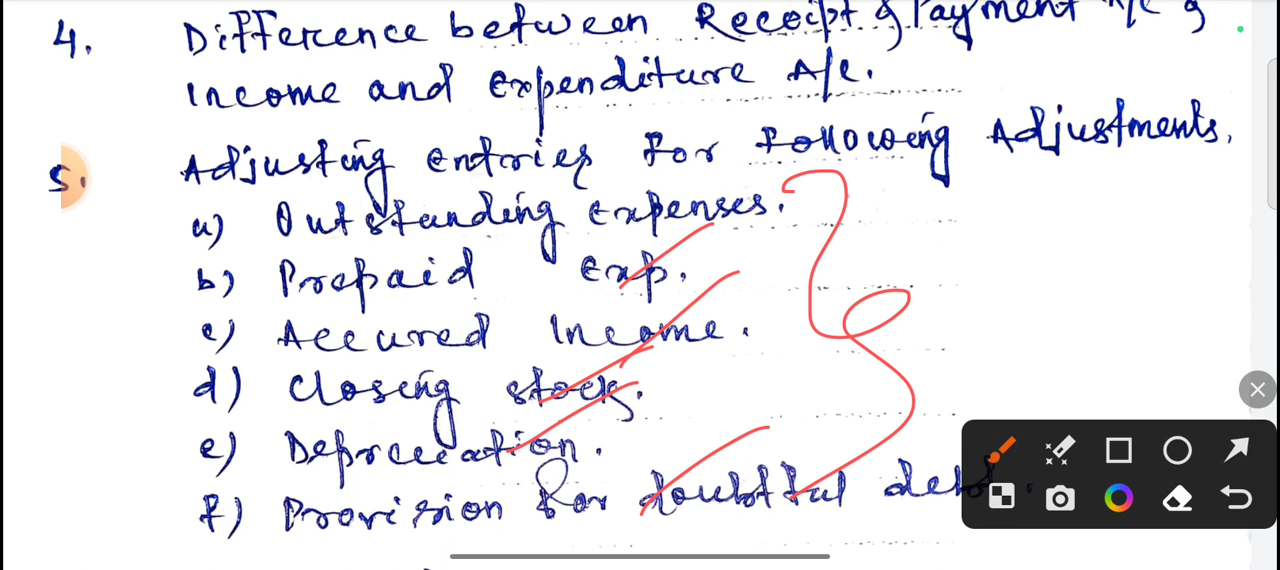 4. Difference between Receipt & Payment A/c &
Income and Expenditure A/c.
5. Adjusting entries for following Adjustments.
a) Outstanding expenses.
b) Prepaid Exp.
c) Accured Income.
d) Closing stock.
e) Depreciation.
f) Provision for doubtful debt.